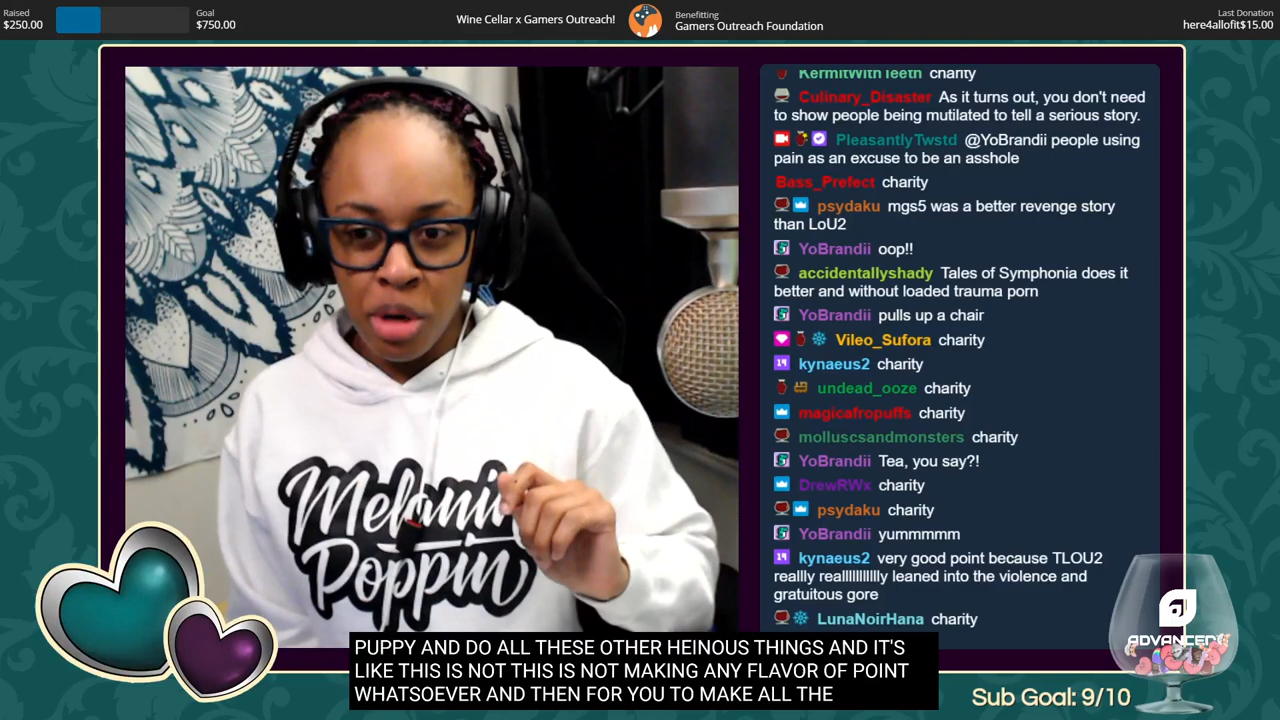 Raised
$250.00
Goal
$750.00
Wine Cellar x Gamers Outreach!
Benefitting
Gamers Outreach Foundation
Last Donation
here4allofit$15.00
KermitWithTeeth charity
Culinary_Disaster As it turns out, you don't need
to show people being mutilated to tell a serious story.
PleasantlyTwstd @YoBrandii people using
pain as an excuse to be an asshole
Bass_Prefect charity
psydaku mgs5 was a better revenge story
than LoU2
YoBrandii oop!!
accidentallyshady Tales of Symphonia does it
better and without loaded trauma porn
YoBrandii pulls up a chair
Vileo_Sufora charity
kynaeus2 charity
undead_ooze charity
magicafropuffs charity
molluscsandmonsters charity
YoBrandii Tea, you say?!
DrewRWx charity
psydaku charity
YoBrandii yummmmm
kynaeus2 very good point because TLOU2
Melanin
Poppin
LunaNoirHana charity
PUPPY AND DO ALL THESE OTHER HEINOUS THINGS AND IT'S
LIKE THIS IS NOT THIS IS NOT MAKING ANY FLAVOR OF POINT
WHATSOEVER AND THEN FOR YOU TO MAKE ALL THE
and
gratuitous gore
leaned into the violence
ADVANCED
Sub Goal: 9/10